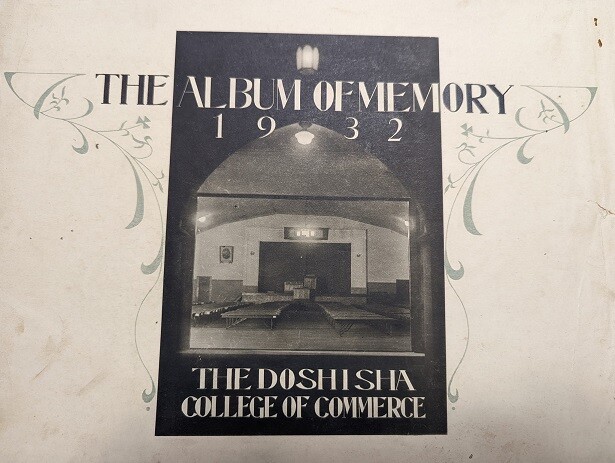 THE ALBUM OF MEMORY
1932
THE DOSHISHA
COLLEGE OF COMMERCE